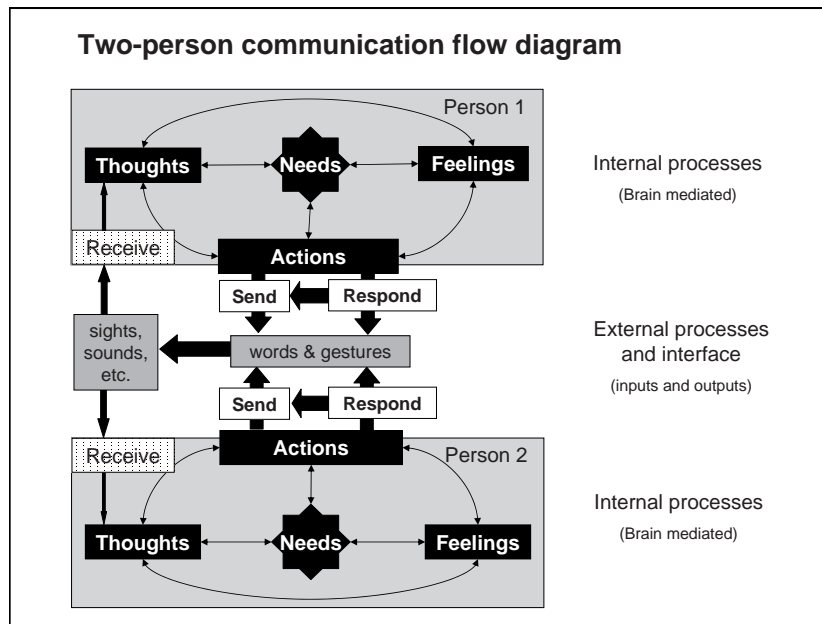 Two-person communication flow diagram
Person 1
Thoughts
Needs
Feelings
Internal processes
(Brain mediated)
Receive
Actions
Send
Respond
sights,
sounds,
etc.
words & gestures
External processes
and interface
(inputs and outputs)
Send
Respond
Receive
Actions
Person 2
Thoughts
Needs
Feelings
Internal processes
(Brain mediated)